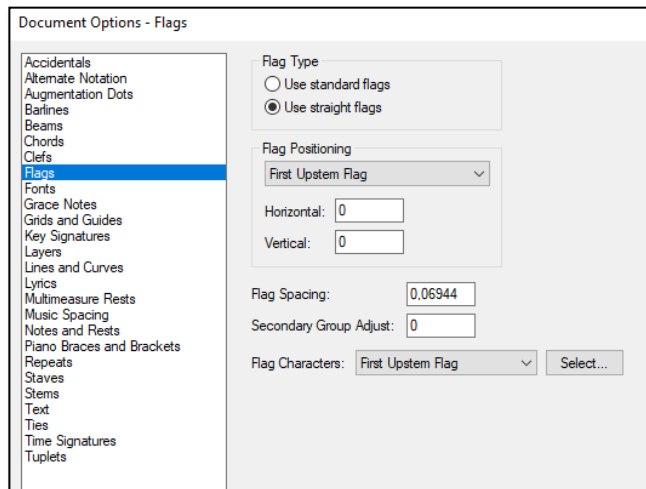 Document Options - Flags
Accidentals
Alternate Notation
Augmentation Dots
Barlines
Beams
Chords
Clefs
Flags
Fonts
Grace Notes
Grids and Guides
Key Signatures
Layers
Lines and Curves
Lyrics
Multimeasure Rests
Music Spacing
Notes and Rests
Piano Braces and Brackets
Repeats
Staves
Stems
Text
Ties
Time Signatures
Tuplets
Flag Type
Use standard flags
Use straight flags
Flag Positioning
First Upstem Flag
Horizontal: 0
Vertical: 0
Flag Spacing: 0,06944
Secondary Group Adjust: 0
Flag Characters: First Upstem Flag Select...